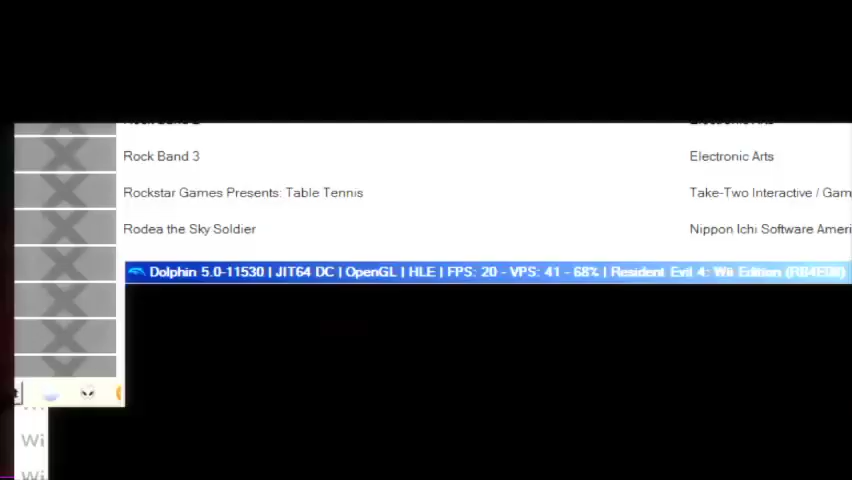 Rock Band 3 Electronic Arts
Rockstar Games Presents: Table Tennis Take-Two Interactive / Gam
Rodea the Sky Soldier Nippon Ichi Software Ameri
Dolphin 5.0-11530 | JIT64 DC | OpenGL | HLE | FPS: 20 - VPS: 41 - 68% | Resident Evil 4: Wii Edition
t
Wi
Wi